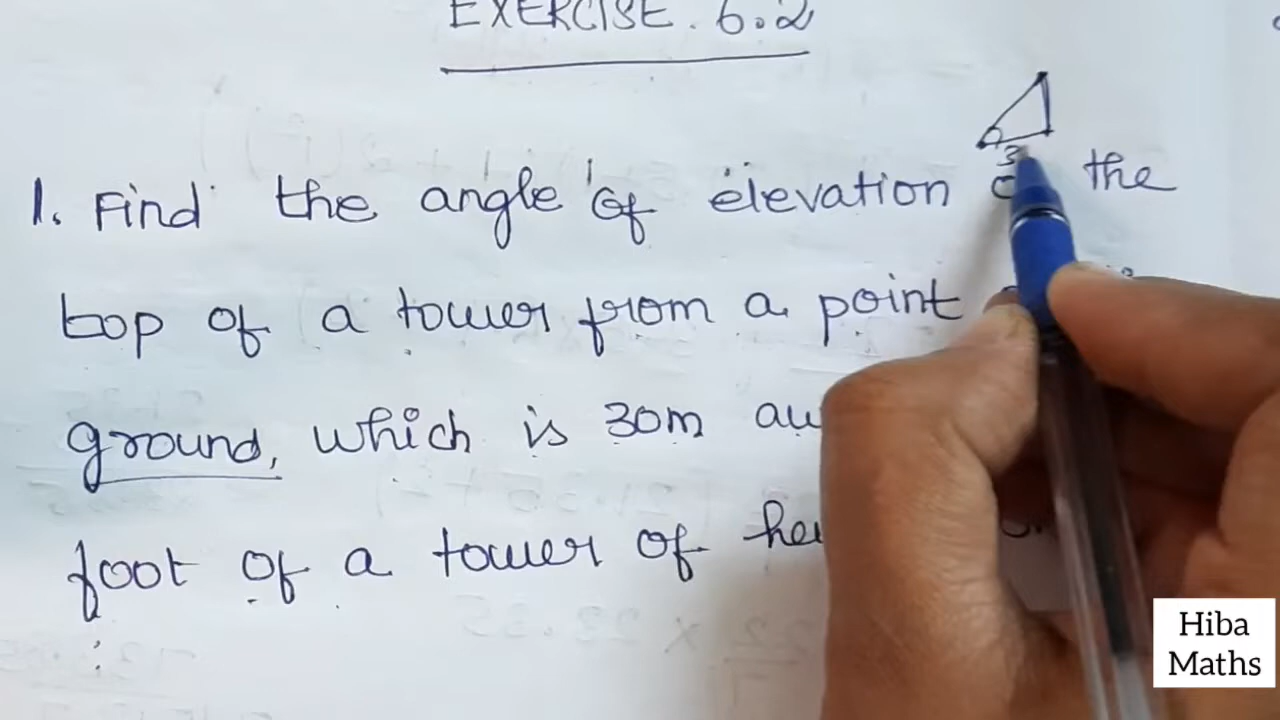 EXERCISE. 6.2
1. Find the angle of elevation the
top of a tower from a point
ground, which is 30m
foot of a tower of
3
Hiba
Maths